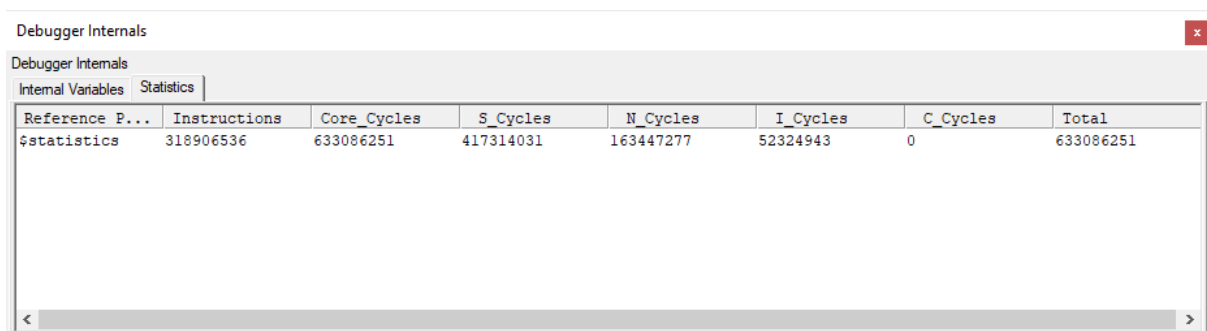 Debugger Internals
x
Debugger Internals
Internal Variables Statistics
Reference P... Instructions Core_Cycles S_Cycles N_Cycles I_Cycles C_Cycles Total
$statistics 318906536 633086251 417314031 163447277 52324943 0 633086251